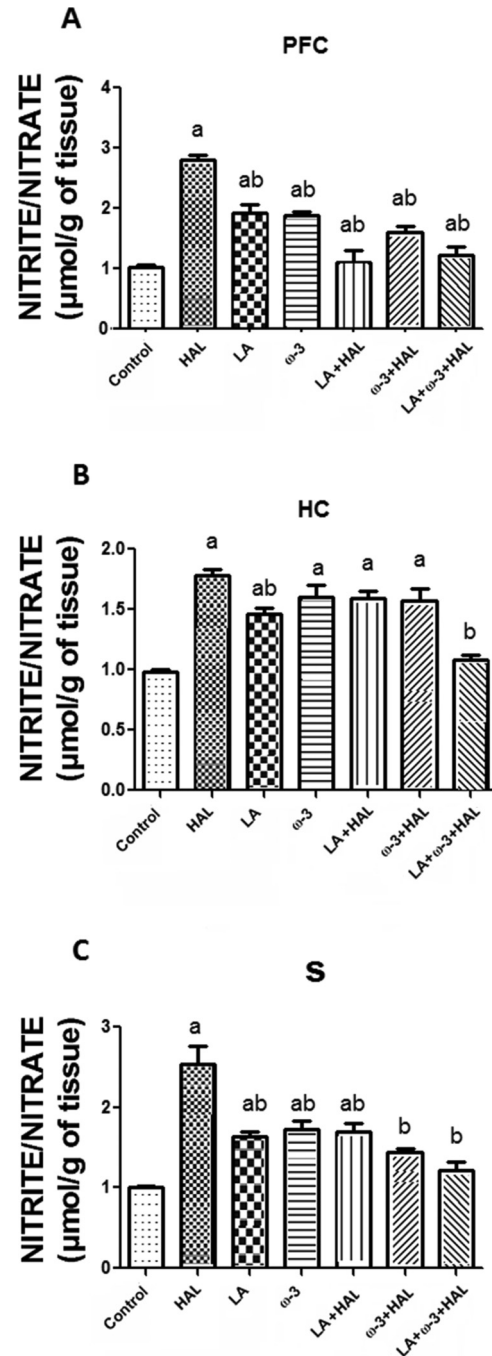 A
PFC
NITRITE/NITRATE
(µmol/g of tissue)
4
3
2
1
0
a
ab
ab
ab
ab
ab
Control
HAL
LA
ω-3
LA+HAL
ω-3+HAL
LA+ω-3+HAL
B
HC
NITRITE/NITRATE
(µmol/g of tissue)
2.0
1.5
1.0
0.5
0.0
a
ab
a
a
a
b
Control
HAL
LA
ω-3
LA+HAL
ω-3+HAL
LA+ω-3+HAL
C
S
NITRITE/NITRATE
(µmol/g of tissue)
3
2
1
0
a
ab
ab
ab
b
b
Control
HAL
LA
ω-3
LA+HAL
ω-3+HAL
LA+ω-3+HAL